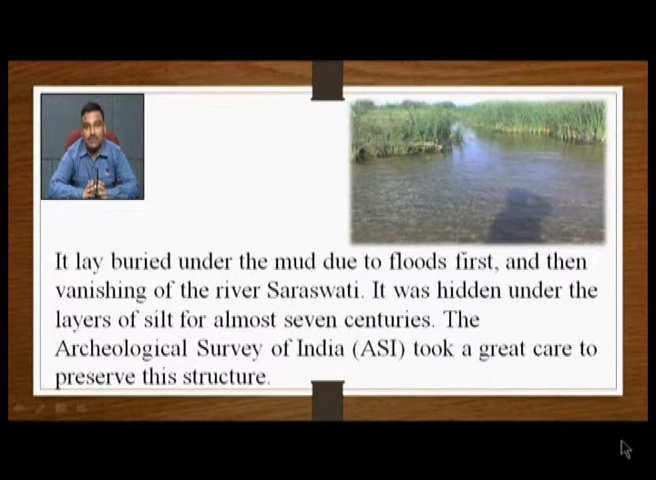 It lay buried under the mud due to floods first, and then
vanishing of the river Saraswati. It was hidden under the
layers of silt for almost seven centuries. The
Archeological Survey of India (ASI) took a great care to
preserve this structure.